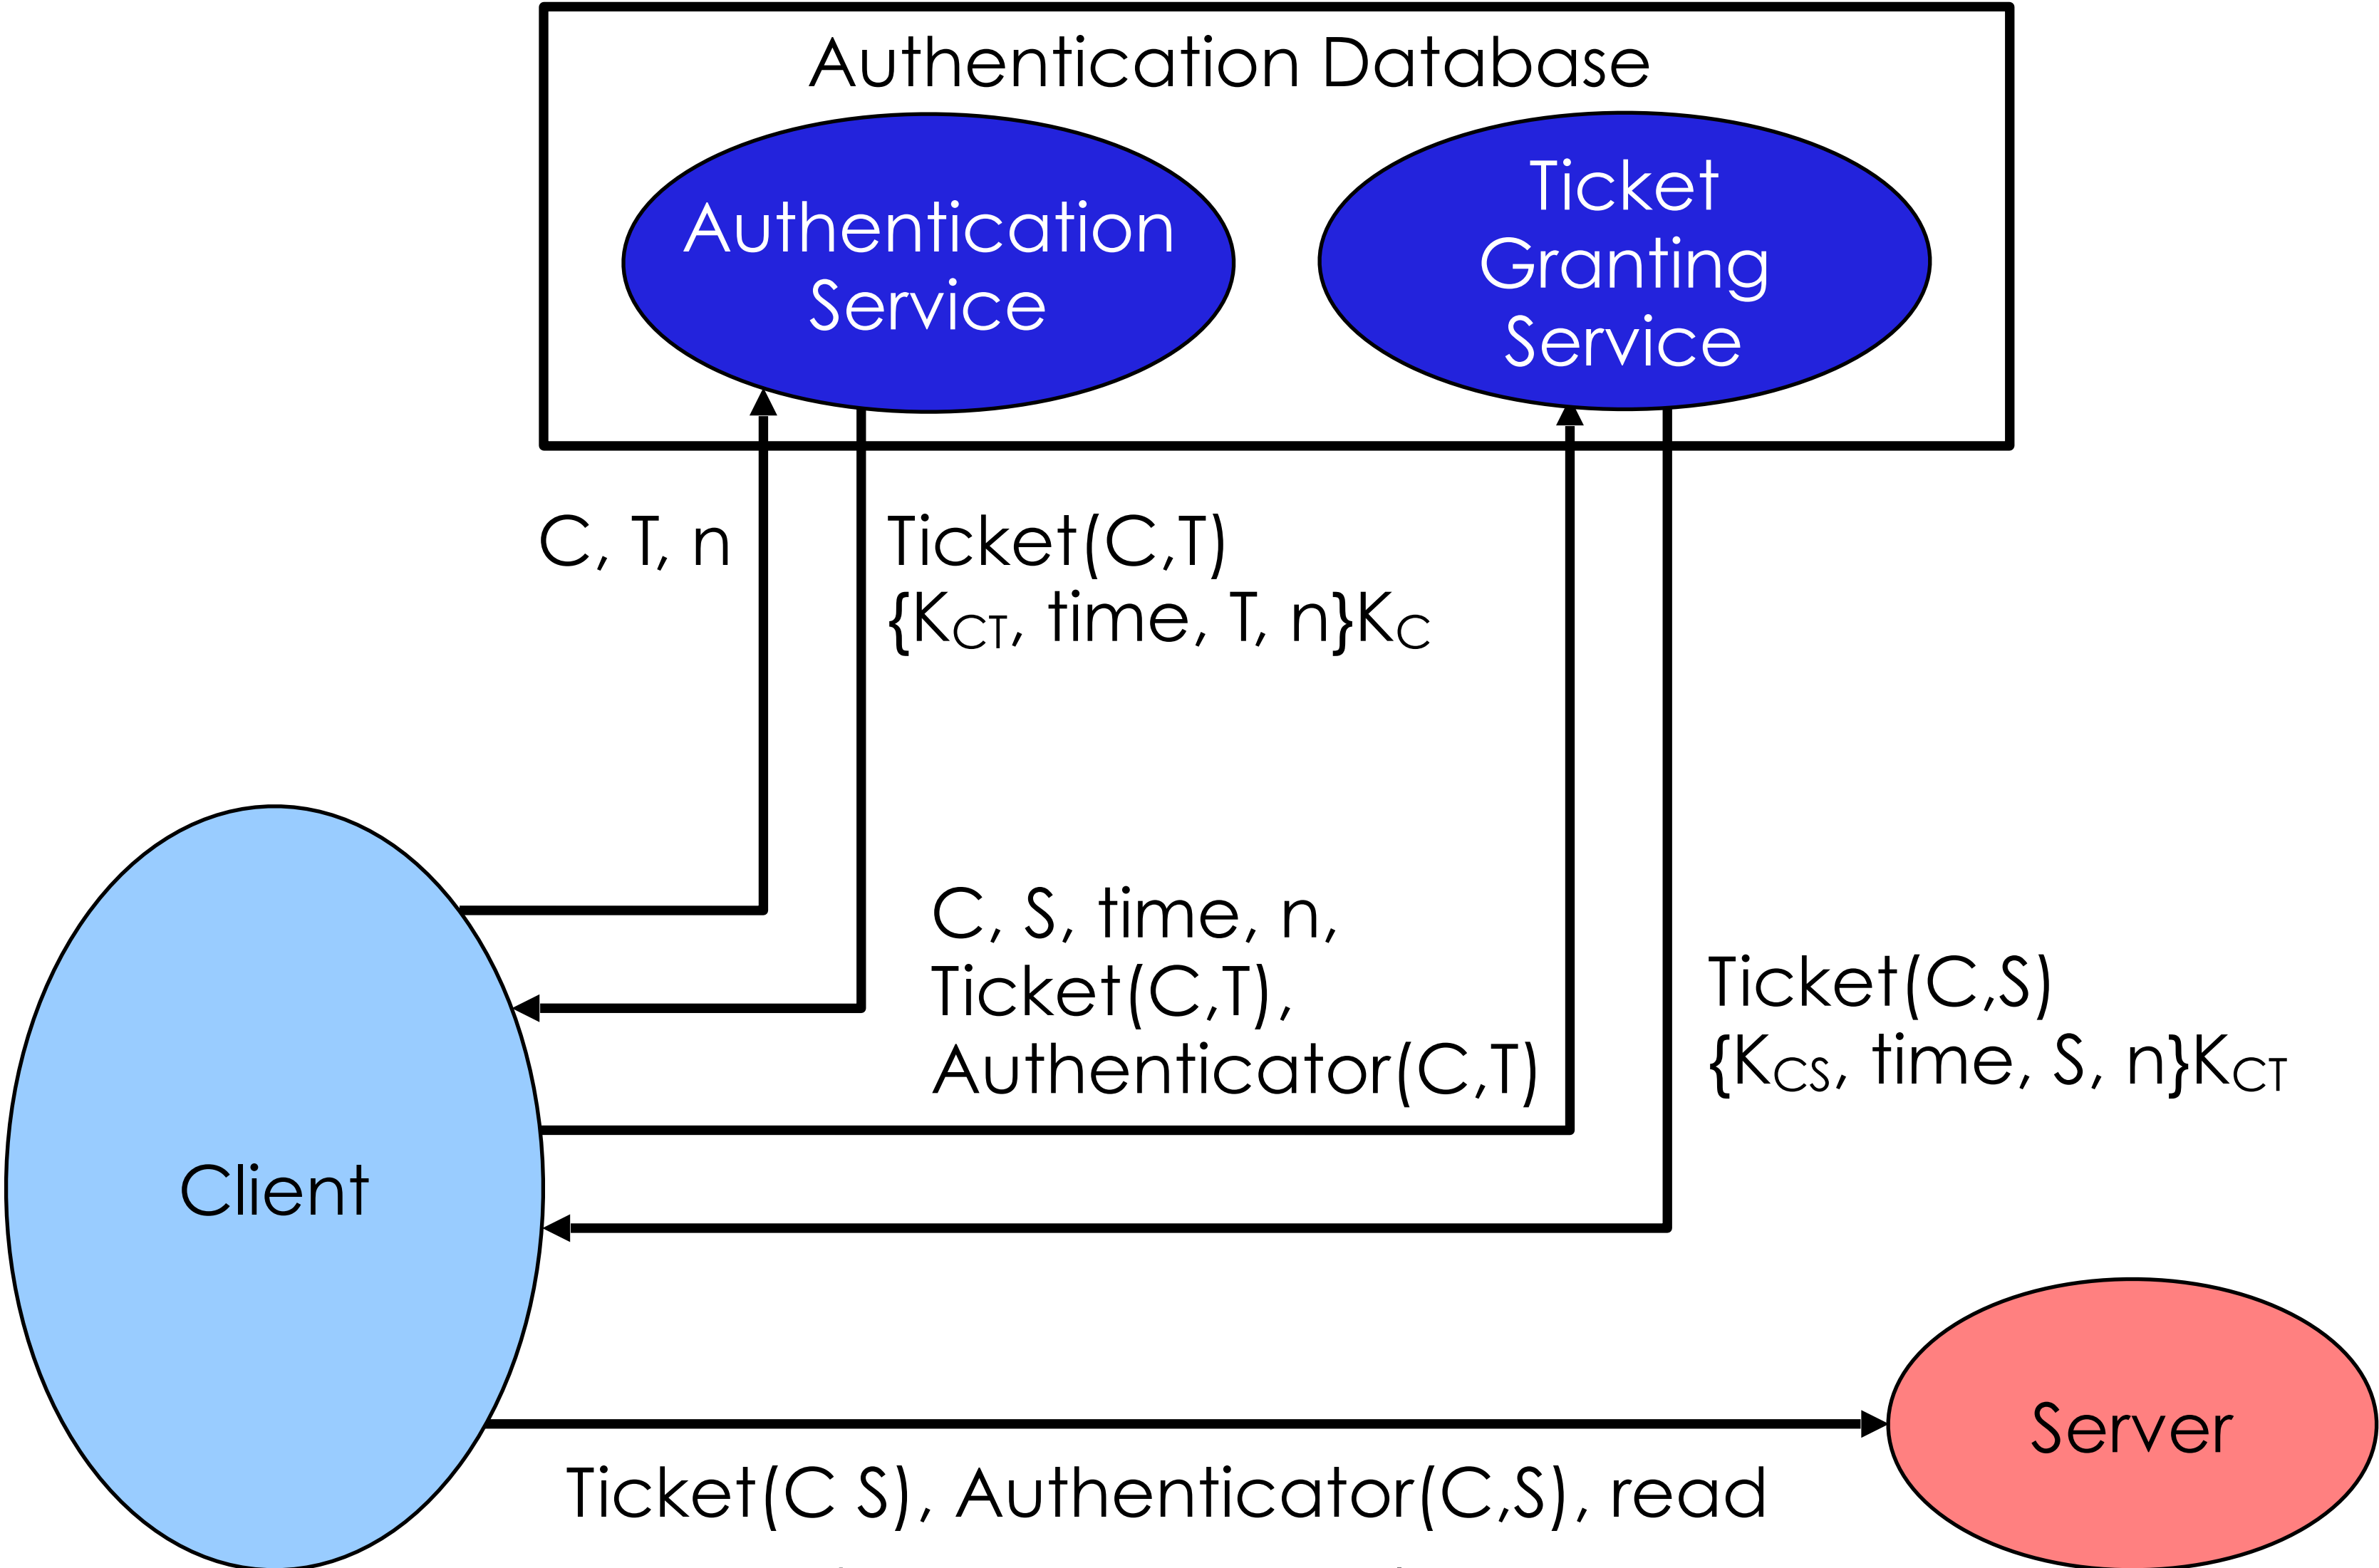 Authentication Database
Authentication
Service
Ticket
Granting
Service
C, T, n
Ticket(C,T)
{KCT, time, T, n}KC
C, S, time, n,
Ticket(C,T),
Authenticator(C,T)
Ticket(C,S)
{KCS, time, S, n}KCT
Client
Server
Ticket(C S), Authenticator(C,S), read